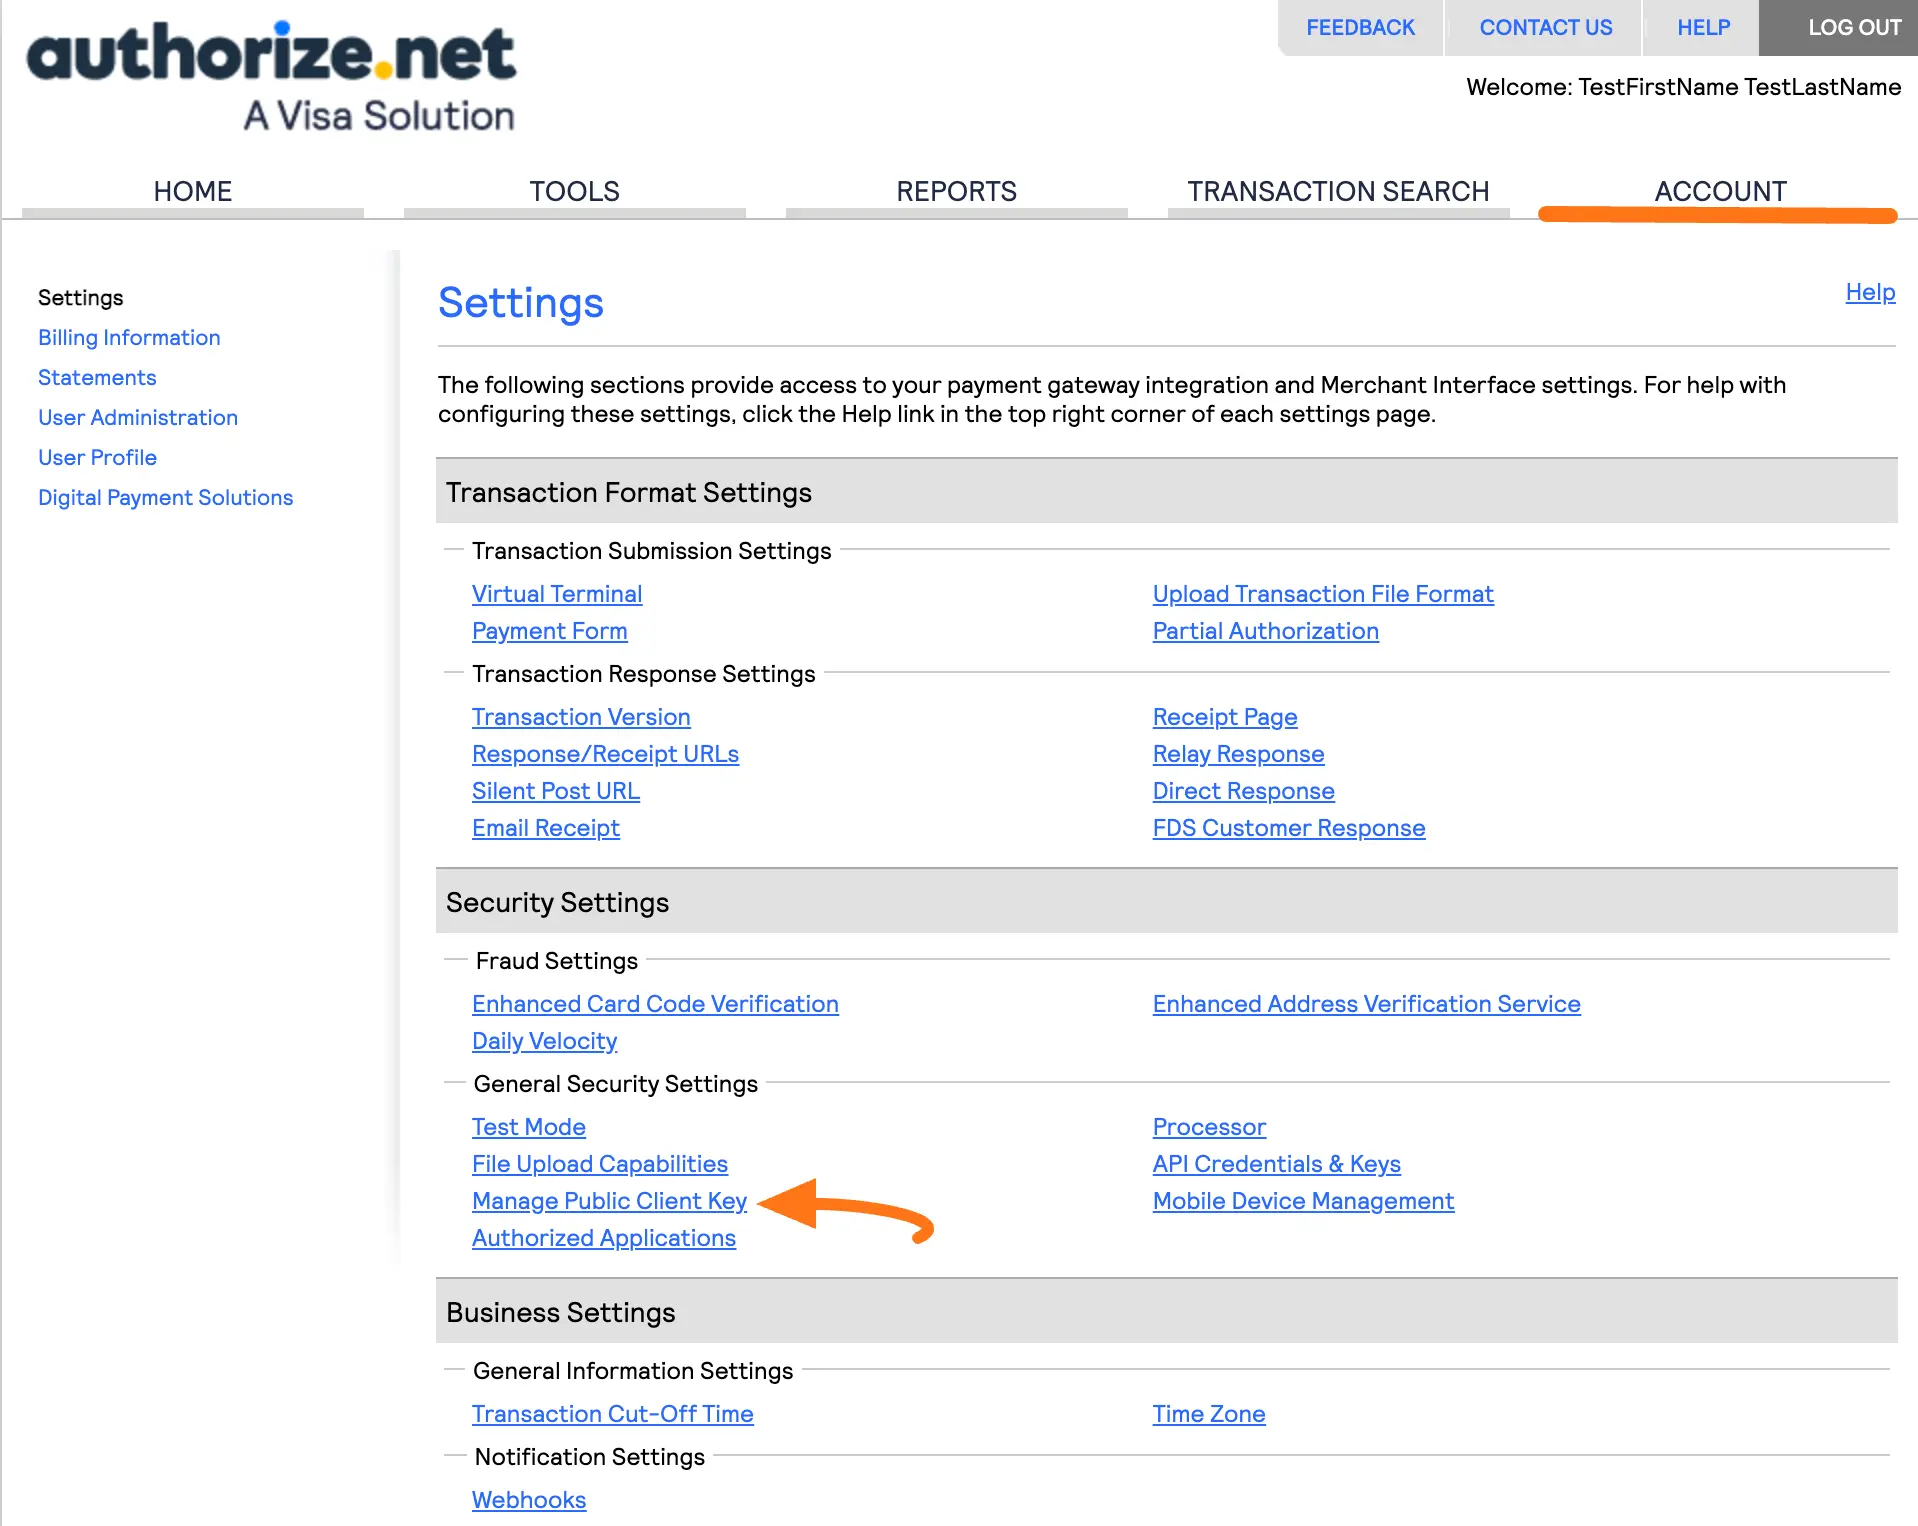 authorize.net
A Visa Solution
FEEDBACK
CONTACT US
HELP
LOG OUT
Welcome: TestFirstName TestLastName
HOME
TOOLS
REPORTS
TRANSACTION SEARCH
ACCOUNT
Settings
Billing Information
Statements
User Administration
User Profile
Digital Payment Solutions
Settings
Help
The following sections provide access to your payment gateway integration and Merchant Interface settings. For help with
configuring these settings, click the Help link in the top right corner of each settings page.
Transaction Format Settings
Transaction Submission Settings
Virtual Terminal
Upload Transaction File Format
Payment Form
Partial Authorization
Transaction Response Settings
Transaction Version
Receipt Page
Response/Receipt URLs
Relay Response
Silent Post URL
Direct Response
Email Receipt
FDS Customer Response
Security Settings
Fraud Settings
Enhanced Card Code Verification
Enhanced Address Verification Service
Daily Velocity
General Security Settings
Test Mode
Processor
File Upload Capabilities
API Credentials & Keys
Manage Public Client Key
Mobile Device Management
Authorized Applications
Business Settings
General Information Settings
Transaction Cut-Off Time
Time Zone
Notification Settings
Webhooks